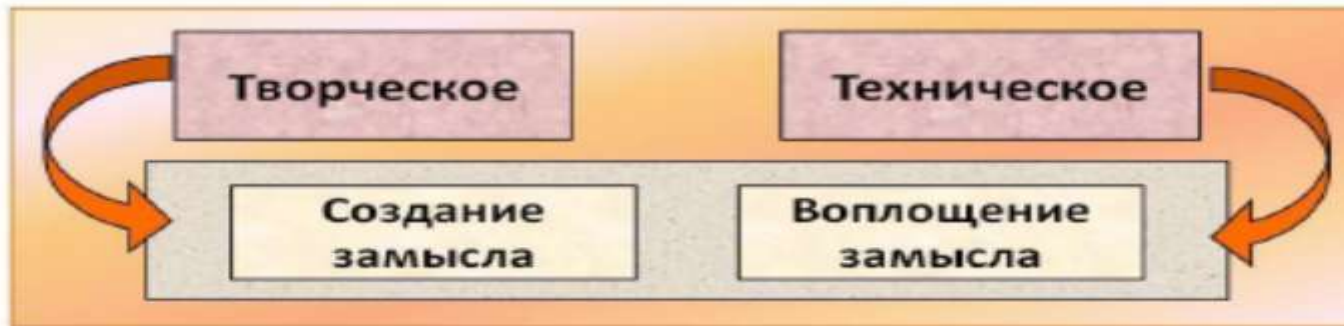 Творческое
Техническое
Создание
замысла
Воплощение
замысла